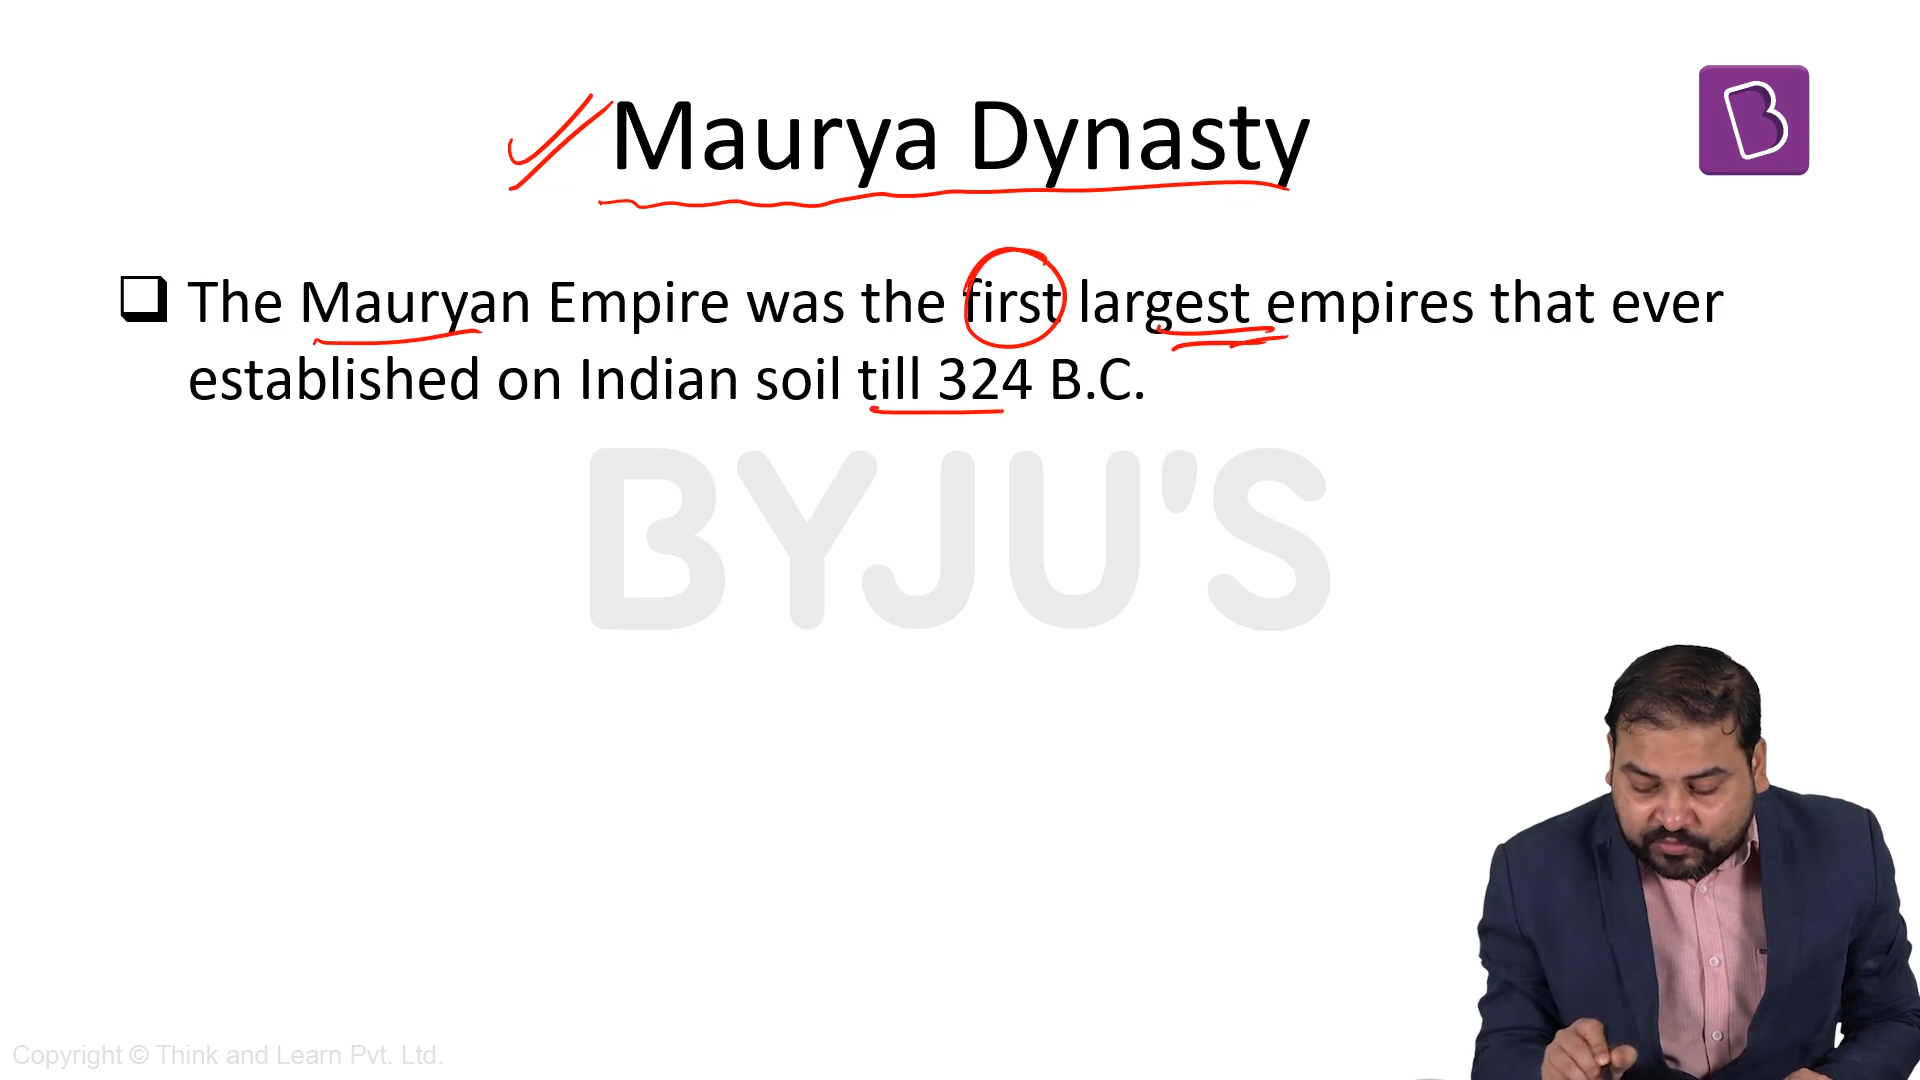 Maurya Dynasty
The Mauryan Empire was the first largest empires that ever
established on Indian soil till 324 B.C.
BYJU'S
Copyright © Think and Learn Pvt. Ltd.